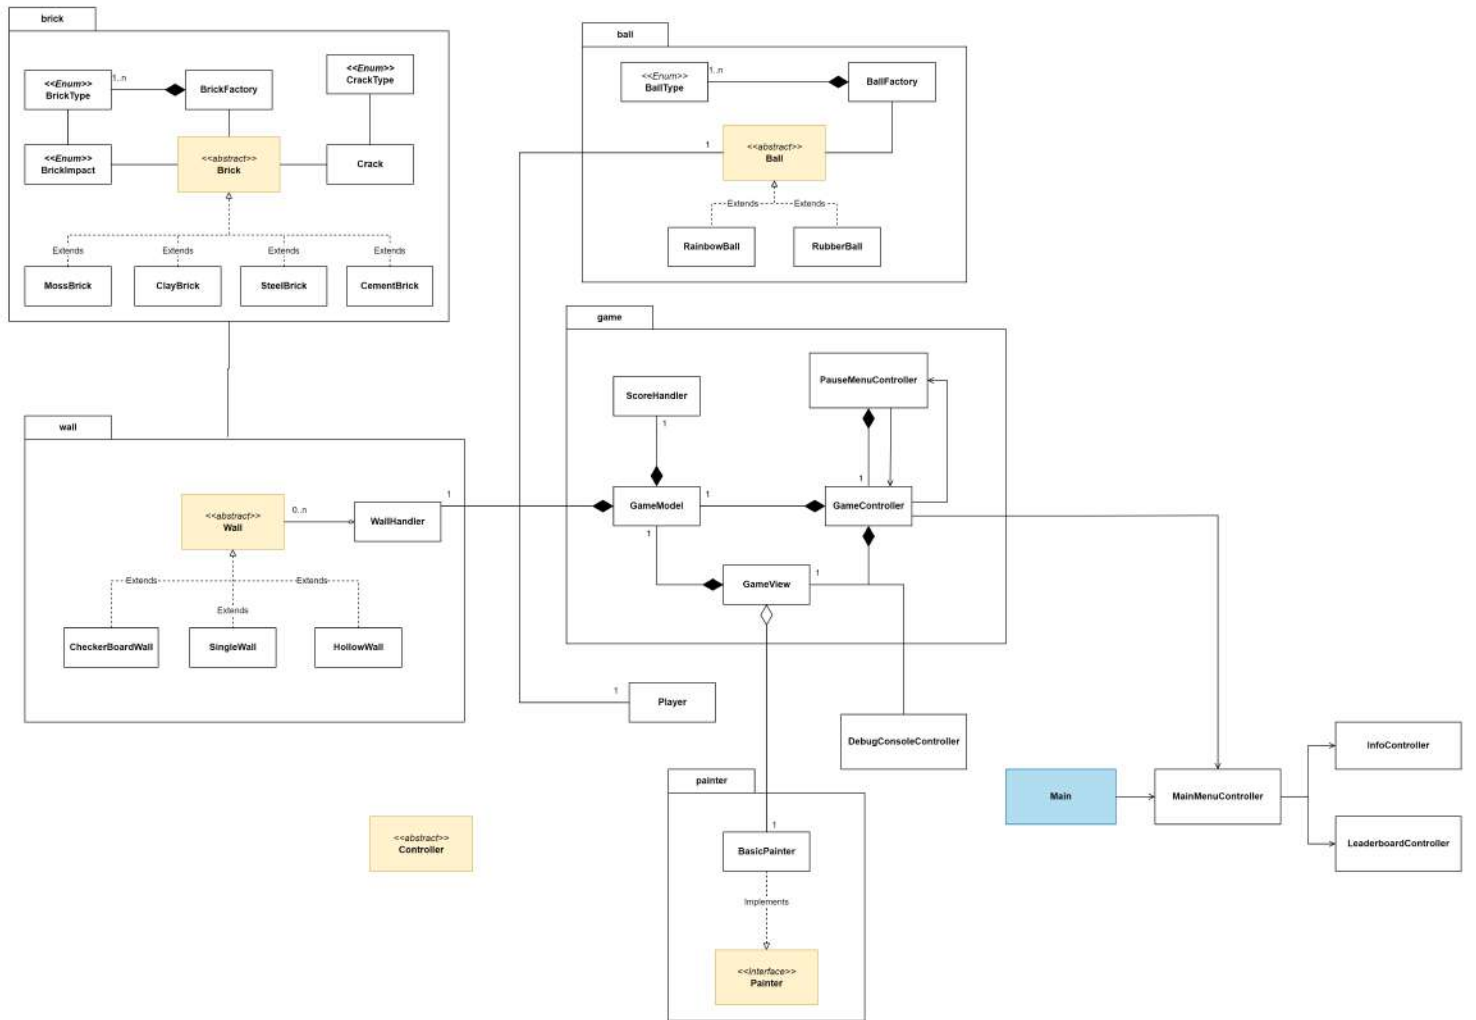 brick
<<Enum>>
BrickType
1..n
BrickFactory
<<Enum>>
CrackType
<<Enum>>
BrickImpact
<<abstract>>
Brick
Crack
Extends
Extends
Extends
Extends
MossBrick
ClayBrick
SteelBrick
CementBrick
ball
<<Enum>>
BallType
1..n
BallFactory
1
<<abstract>>
Ball
Extends
Extends
RainbowBall
RubberBall
game
PauseMenuController
ScoreHandler
1
1
GameModel
1
GameController
1
GameView
1
wall
1
<<abstract>>
Wall
0..n
WallHandler
Extends
Extends
Extends
CheckerBoardWall
SingleWall
HollowWall
1
Player
DebugConsoleController
painter
1
BasicPainter
Implements
<<Interface>>
Painter
<<abstract>>
Controller
Main
MainMenuController
InfoController
LeaderboardController